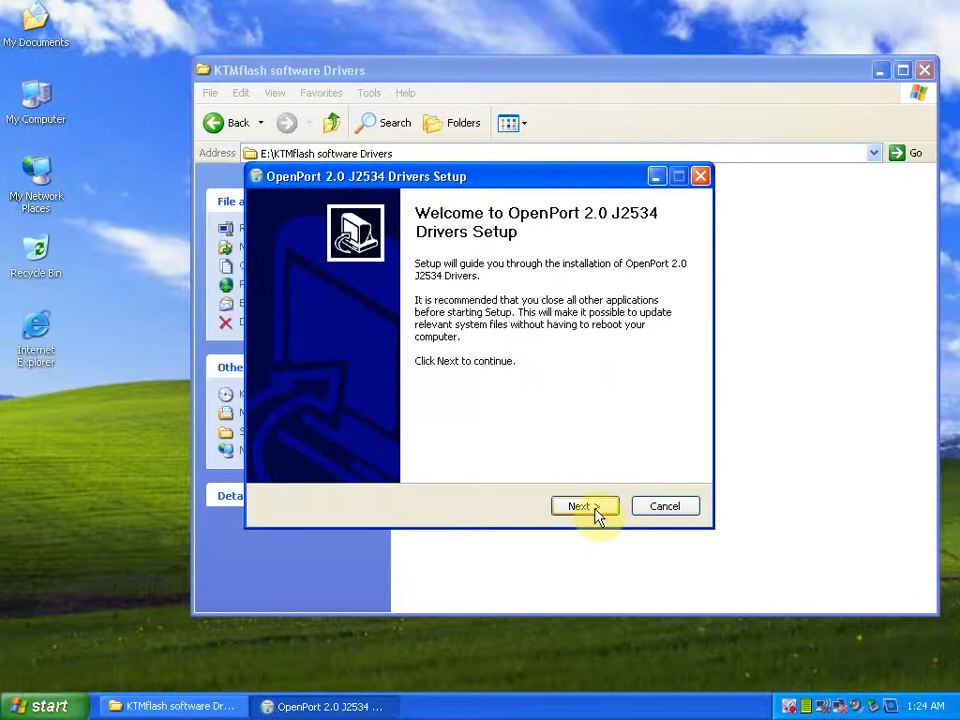 My Documents
My Computer
My Network
Places
Recycle Bin
Internet
Explorer
KTMflash software Drivers
File Edit View Favorites Tools Help
Back Search Folders
Address E:\KTMflash software Drivers Go
File a
Othe
Deta
OpenPort 2.0 J2534 Drivers Setup
Welcome to OpenPort 2.0 J2534
Drivers Setup
Setup will guide you through the installation of OpenPort 2.0
J2534 Drivers.
It is recommended that you close all other applications
before starting Setup. This will make it possible to update
relevant system files without having to reboot your
computer.
Click Next to continue.
Next > Cancel
start KTMflash software Dr... OpenPort 2.0 J2534 ... 1:24 AM